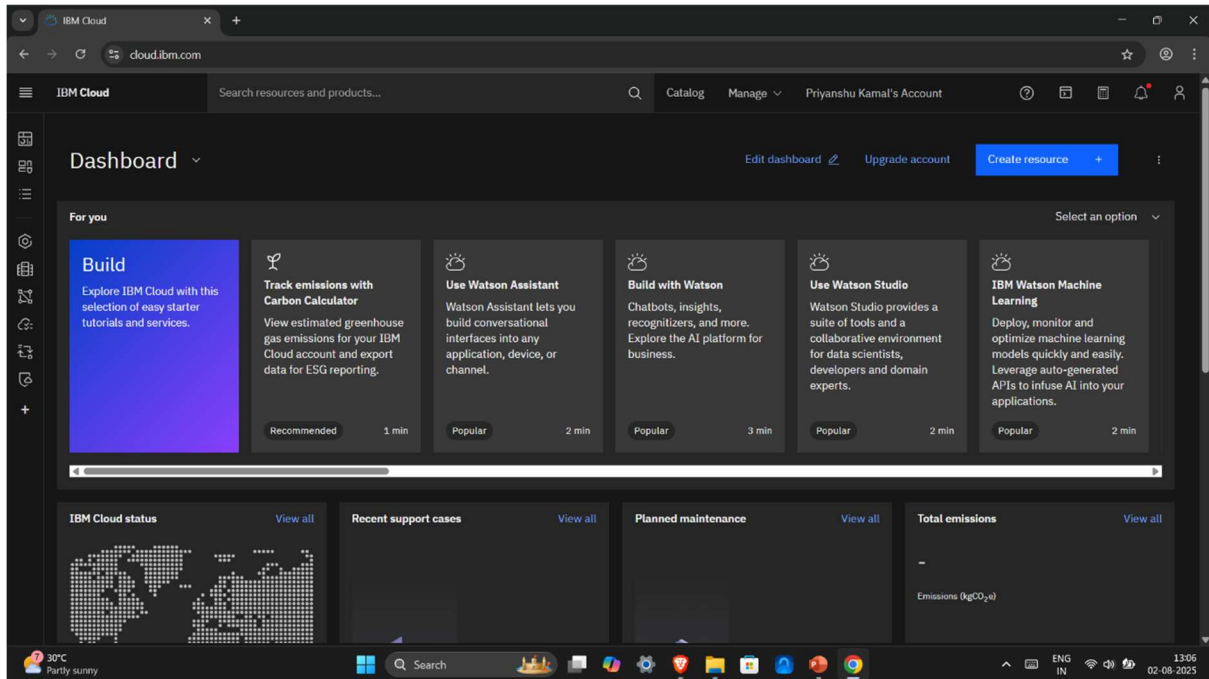 IBM Cloud
cloud.ibm.com
IBM Cloud
Search resources and products...
Catalog
Manage
Priyanshu Kamal's Account
Dashboard
Edit dashboard
Upgrade account
Create resource +
For you
Select an option
Build
Explore IBM Cloud with this
selection of easy starter
tutorials and services.
Track emissions with
Carbon Calculator
View estimated greenhouse
gas emissions for your IBM
Cloud account and export
data for ESG reporting.
Recommended
1 min
Use Watson Assistant
Watson Assistant lets you
build conversational
interfaces into any
application, device, or
channel.
Popular
2 min
Build with Watson
Chatbots, insights,
recognizers, and more.
Explore the AI platform for
business.
Popular
3 min
Use Watson Studio
Watson Studio provides a
suite of tools and a
collaborative environment
for data scientists,
developers and domain
experts.
Popular
2 min
IBM Watson Machine
Learning
Deploy, monitor and
optimize machine learning
models quickly and easily.
Leverage auto-generated
APIs to infuse AI into your
applications.
Popular
2 min
IBM Cloud status
View all
Recent support cases
View all
Planned maintenance
View all
Total emissions
View all
-
Emissions (kgCO₂e)
7
30°C
Partly sunny
Search
ENG
IN
13:06
02-08-2025